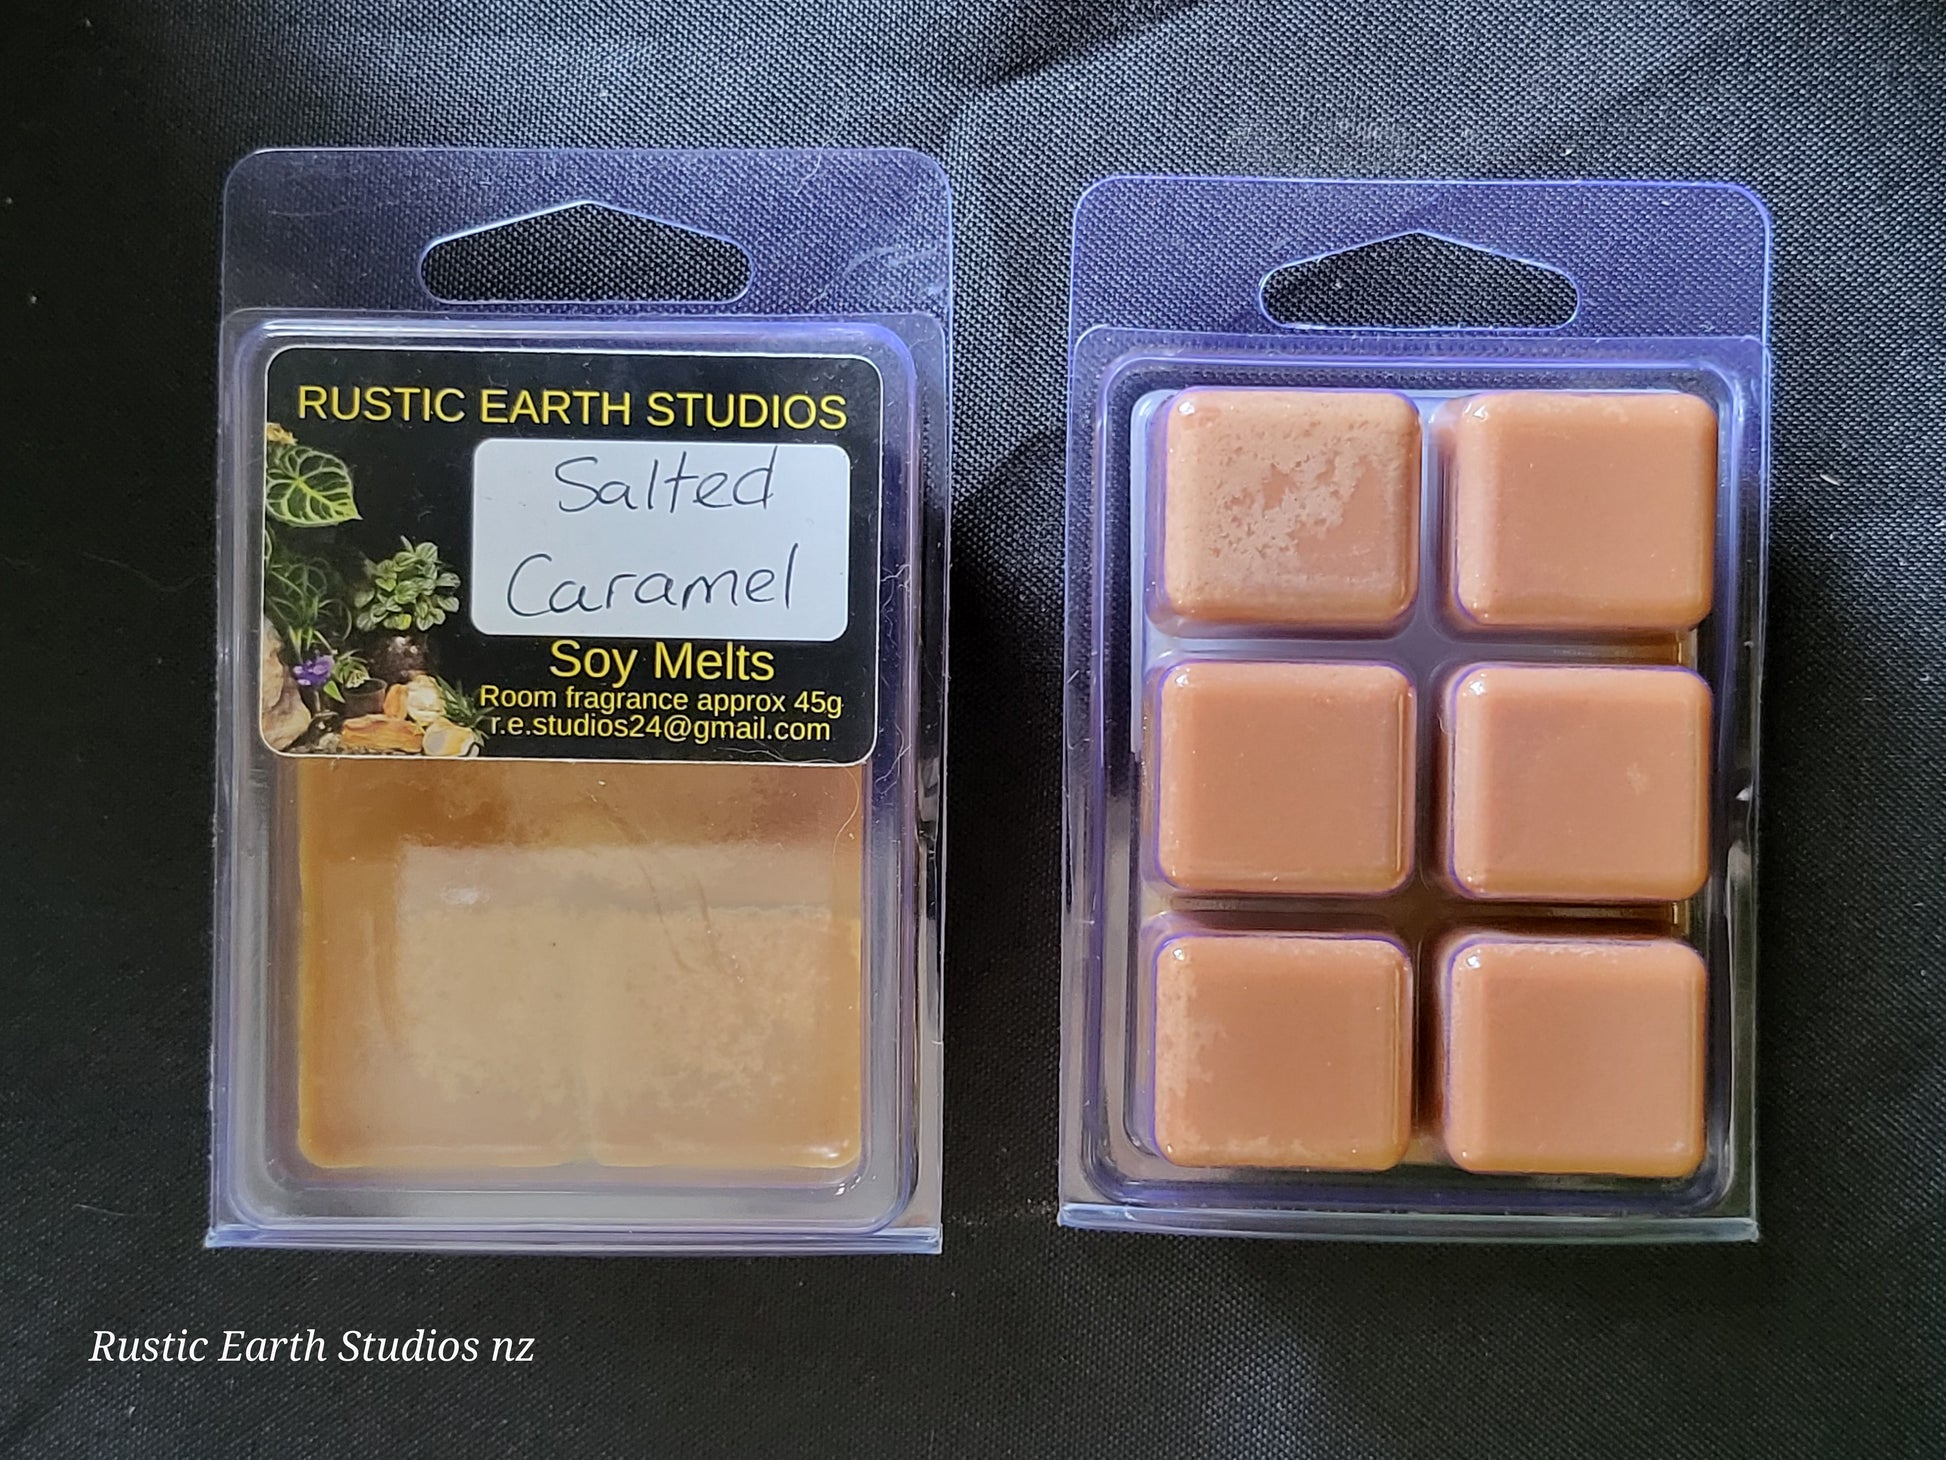 RUSTIC EARTH STUDIOS
Salted
Caramel
Soy Melts
Room fragrance approx 45g
r.e.studios24@gmail.com
Rustic Earth Studios nz